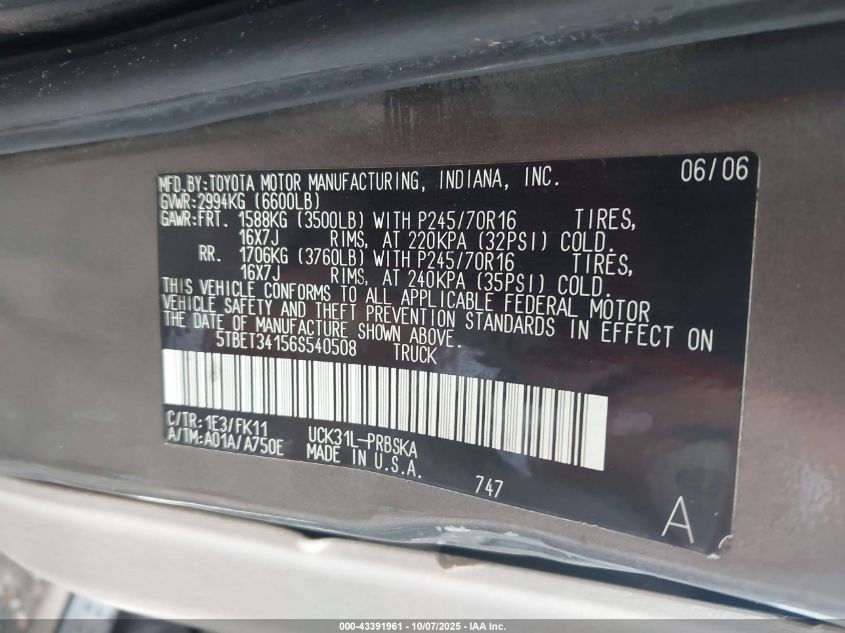 MFD.BY:TOYOTA MOTOR MANUFACTURING, INDIANA, INC. 06/06
GVWR:2994KG (6600LB)
GAWR:FRT. 1588KG (3500LB) WITH P245/70R16 TIRES,
16X7J RIMS, AT 220KPA (32PSI) COLD.
RR. 1706KG (3760LB) WITH P245/70R16 TIRES,
16X7J RIMS, AT 240KPA (35PSI) COLD.
THIS VEHICLE CONFORMS TO ALL APPLICABLE FEDERAL MOTOR
VEHICLE SAFETY AND THEFT PREVENTION STANDARDS IN EFFECT ON
THE DATE OF MANUFACTURE SHOWN ABOVE.
5TBET34156S540508 TRUCK
C/TR:1E3/FK11 UCK31L-PRBSKA
A/TM:A01A/A750E MADE IN U.S.A.
747
A
000-43391961 - 10/07/2025 - IAA Inc.